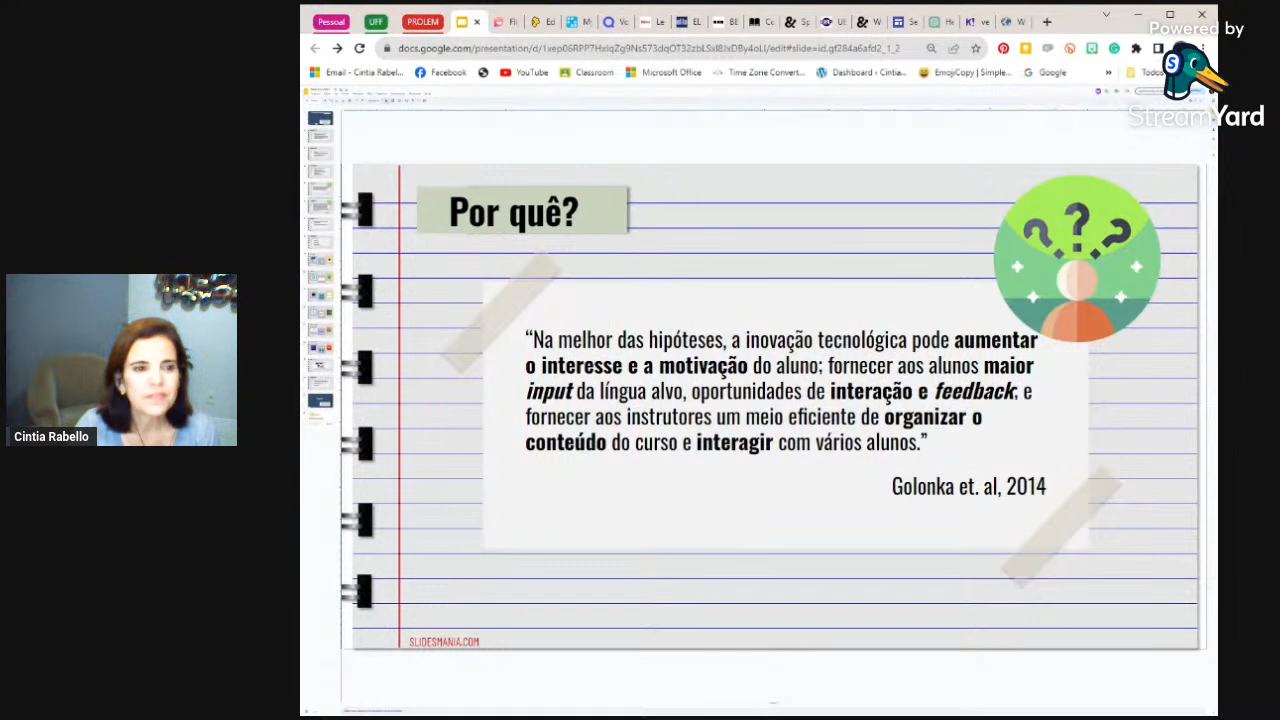 Powered by
StreamYard
Pessoal
UFF
PROLEM
docs.google.com/presentation/d/1xep06RPP7HxlqZg9Ns573dqOT32zbLSxl8IxDBy4oLI/edit#slide=id.gf284a6afd2_1_2
Email - Cintia Rabel...
Facebook
YouTube
Classroom
Microsoft Office
Time Zone Convert...
Dashboard ‹ Cintia...
EmojiCopy | Simple...
Google
»
Todos
Por quê?
“Na melhor das hipóteses, a inovação tecnológica pode aumentar
o interesse e a motivação do aluno; fornecer aos alunos maior
input na língua alvo, oportunidades de interação e feedback; e
fornecer aos instrutores um meio eficiente de organizar o
conteúdo do curso e interagir com vários alunos.”
Golonka et. al, 2014
SLIDESMANIA.COM
Cintia Rabello